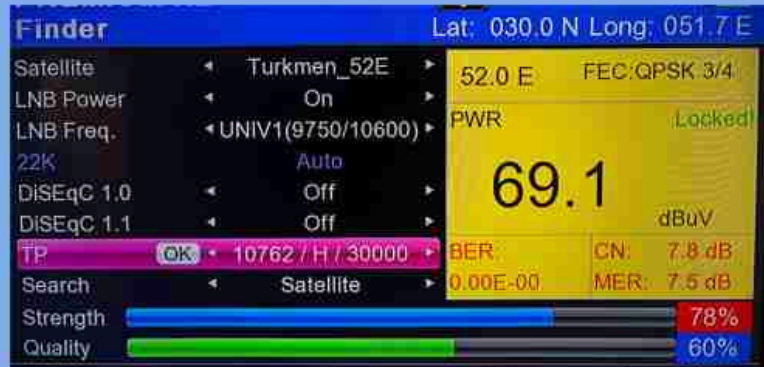 Finder Lat: 030.0 N Long: 051.7 E
Satellite Turkmen_52E
LNB Power On
LNB Freq. UNIV1(9750/10600)
22K Auto
DiSEqC 1.0 Off
DiSEqC 1.1 Off
TP OK 10762 / H / 30000
Search Satellite
52.0 E FEC:QPSK 3/4
PWR Locked!
69.1
dBuV
BER: CN: 7.8 dB
0.00E-00 MER: 7.5 dB
Strength 78%
Quality 60%